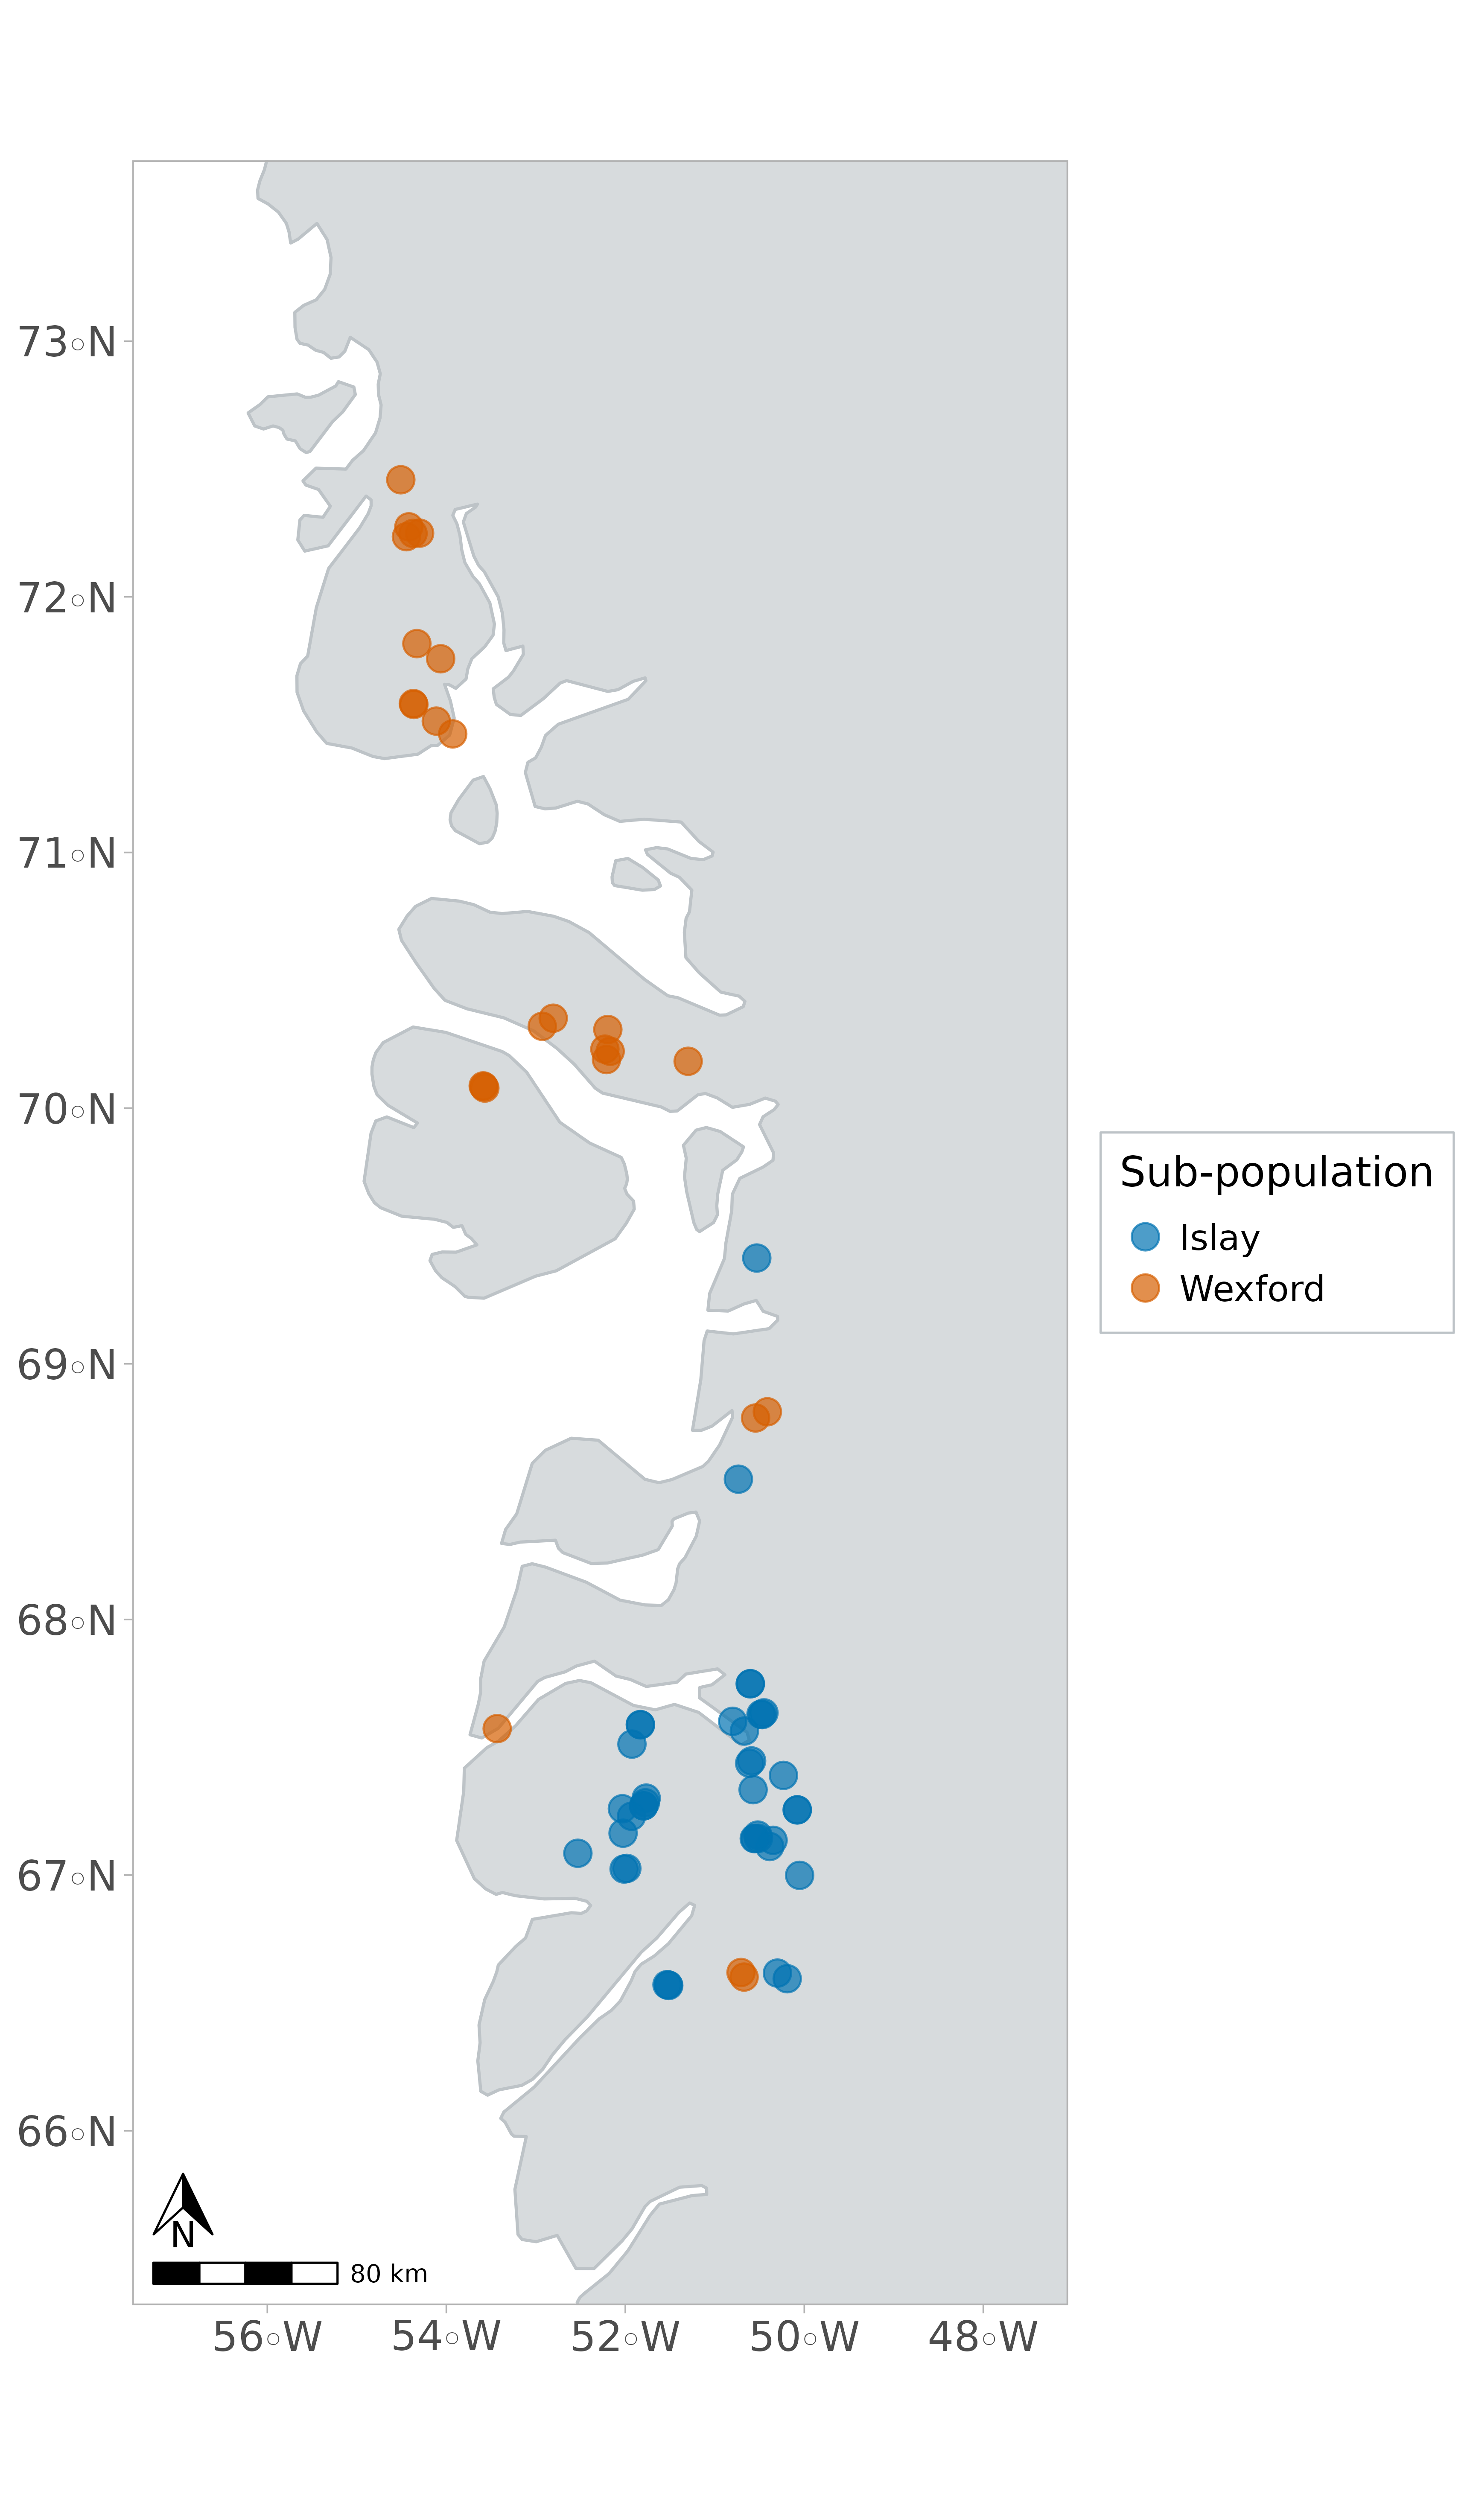 73◦N
72◦N
71◦N
70◦N
69◦N
68◦N
67◦N
66◦N
Sub-population
Islay
Wexford
N
80 km
56◦W 54◦W 52◦W 50◦W 48◦W